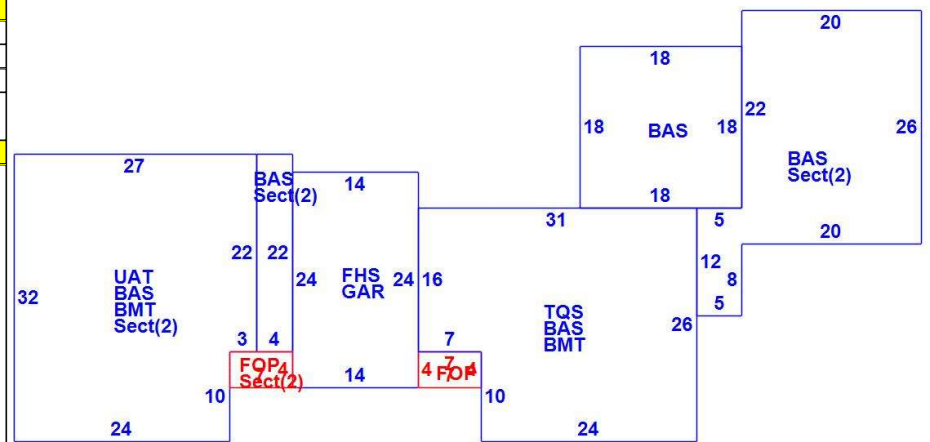 20
18
22
18
18
BAS
26
BAS
Sect(2)
27
BAS
Sect(2)
14
18
31
5
20
22
22
24
FHS
GAR
24
16
12
8
32
UAT
BAS
BMT
Sect(2)
TQS
BAS
BMT
26
5
3
4
7
FOP
Sect(2)
7
4
14
4
7
7
4
FOP
10
10
24
24